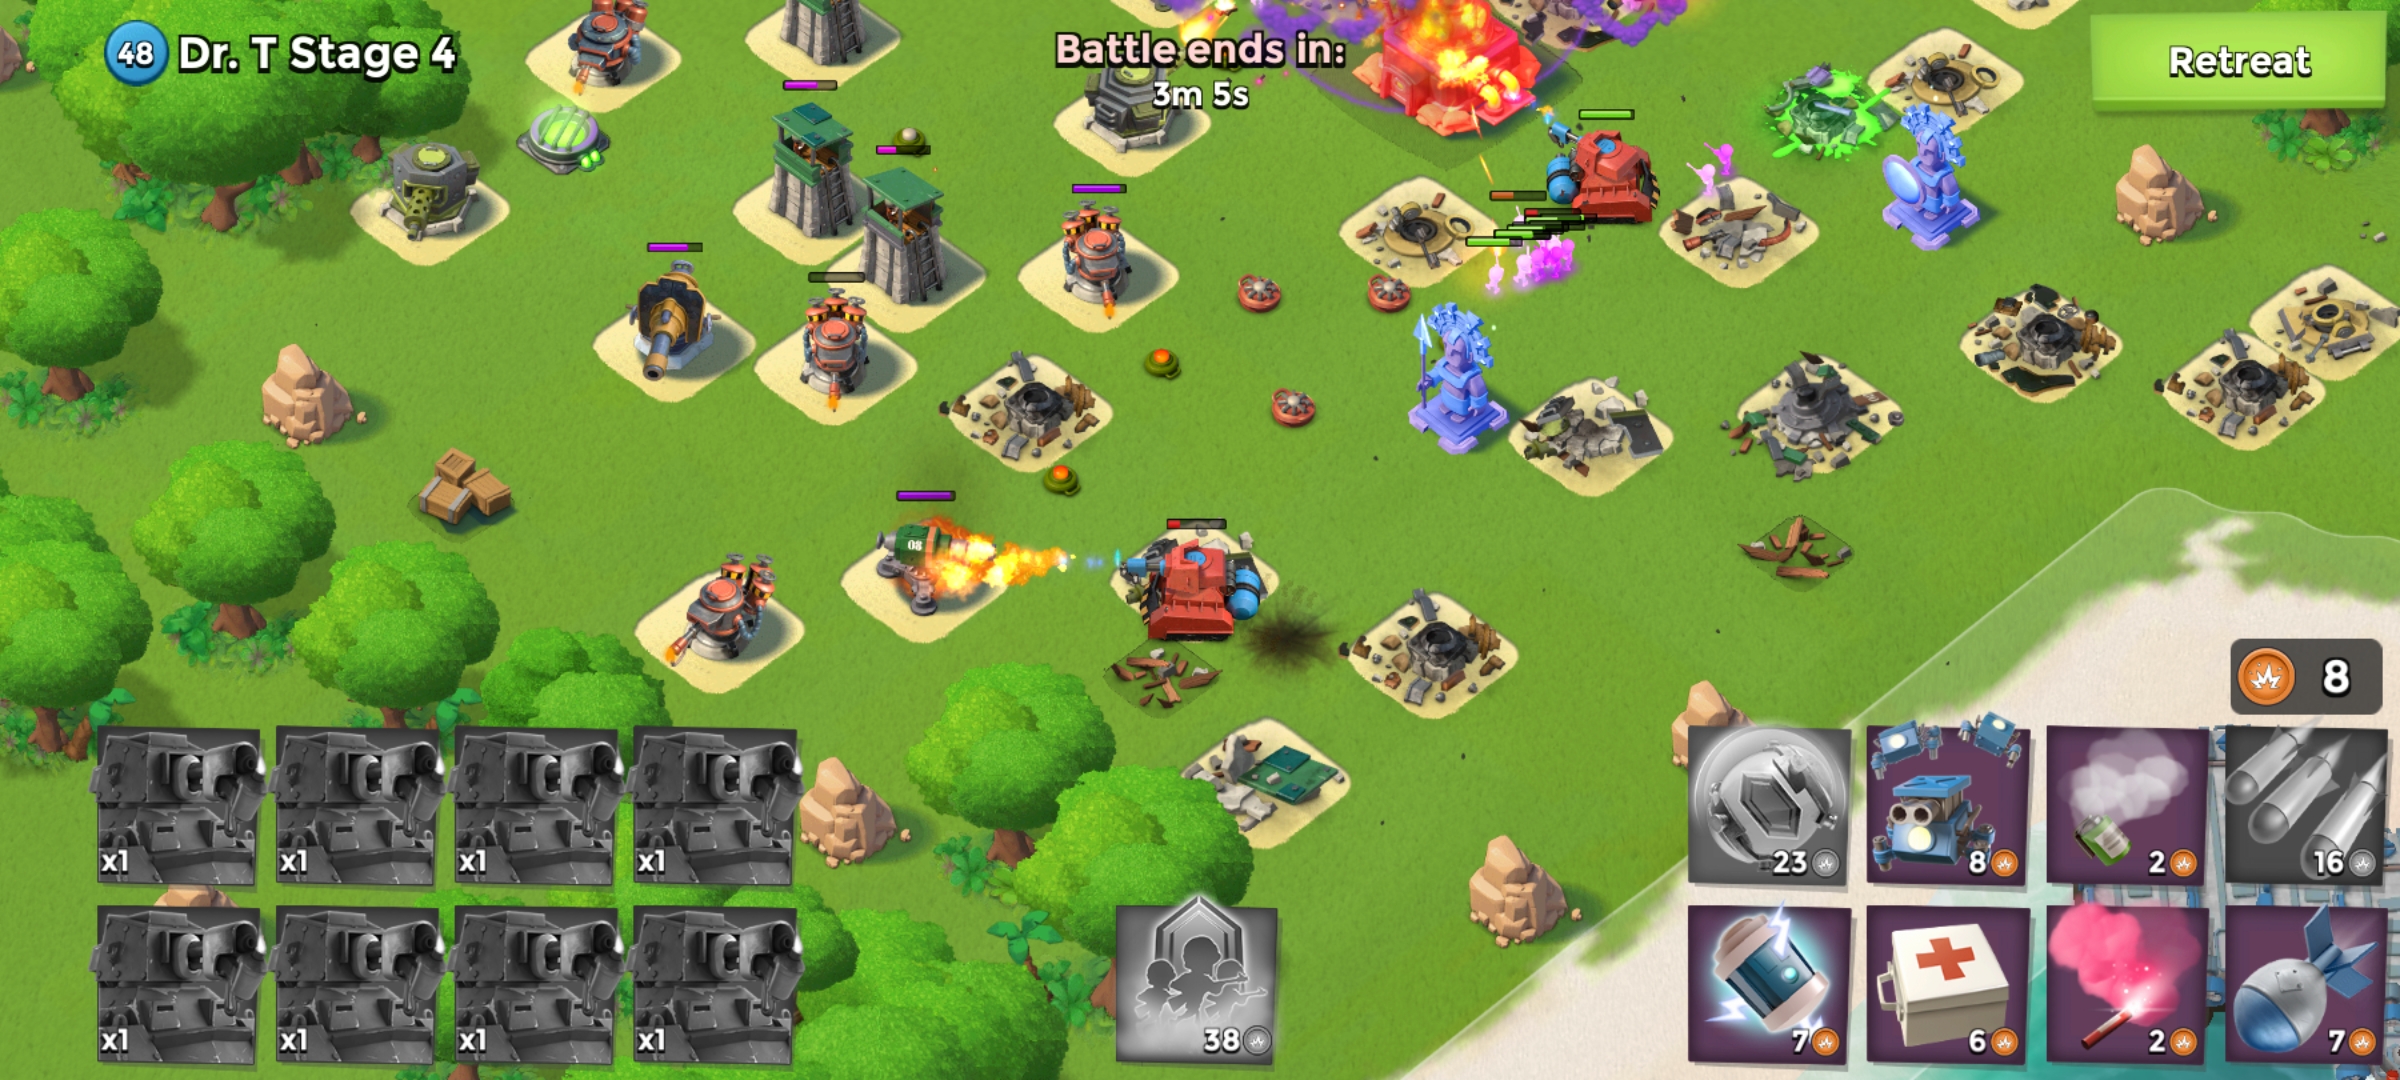 48 Dr. T Stage 4
Battle ends in:
3m 5s
Retreat
08
8
x1 x1 x1 x1
23 8 2 16
x1 x1 x1 x1
38
7 6 2 7